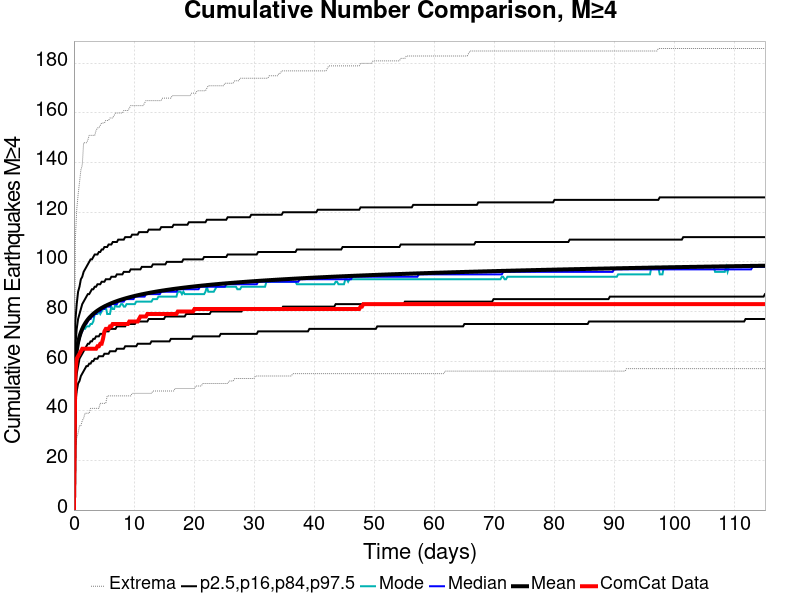 Cumulative Number Comparison, M≥4
Cumulative Num Earthquakes M≥4
180
160
140
120
100
80
60
40
20
0
0 10 20 30 40 50 60 70 80 90 100 110
Time (days)
Extrema p2.5,p16,p84,p97.5 Mode Median Mean ComCat Data